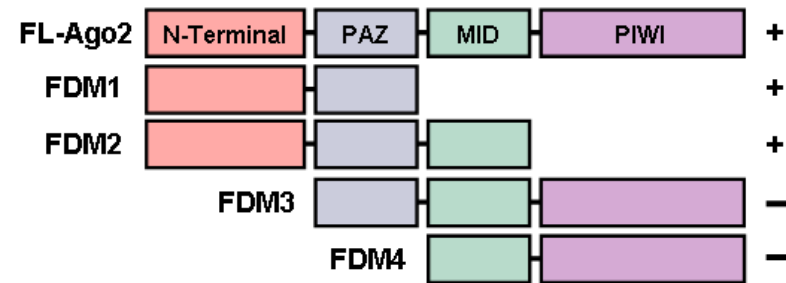 FL-Ago2 N-Terminal PAZ MID PIWI +
FDM1 +
FDM2 +
FDM3 −
FDM4 −